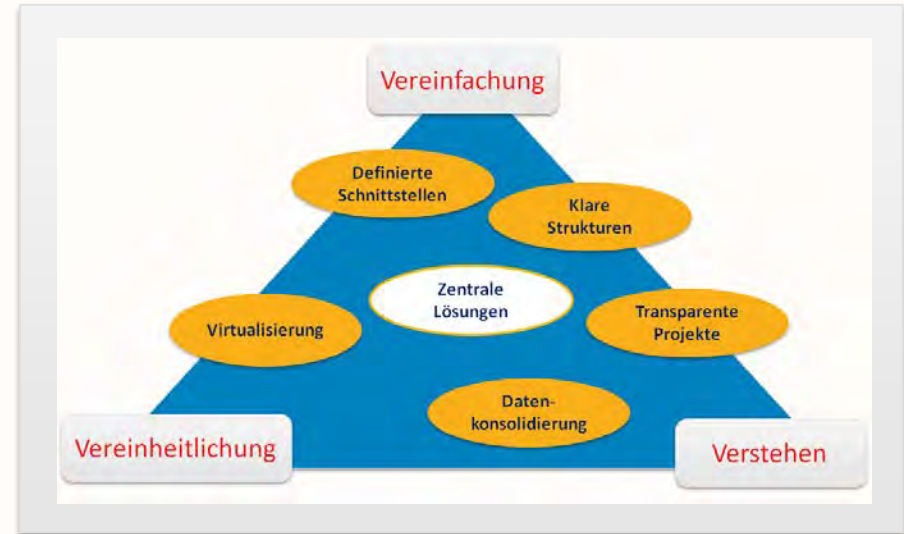 Vereinfachung
Definierte
Schnittstellen
Klare
Strukturen
Zentrale
Lösungen
Virtualisierung
Transparente
Projekte
Daten-
konsolidierung
Vereinheitlichung
Verstehen